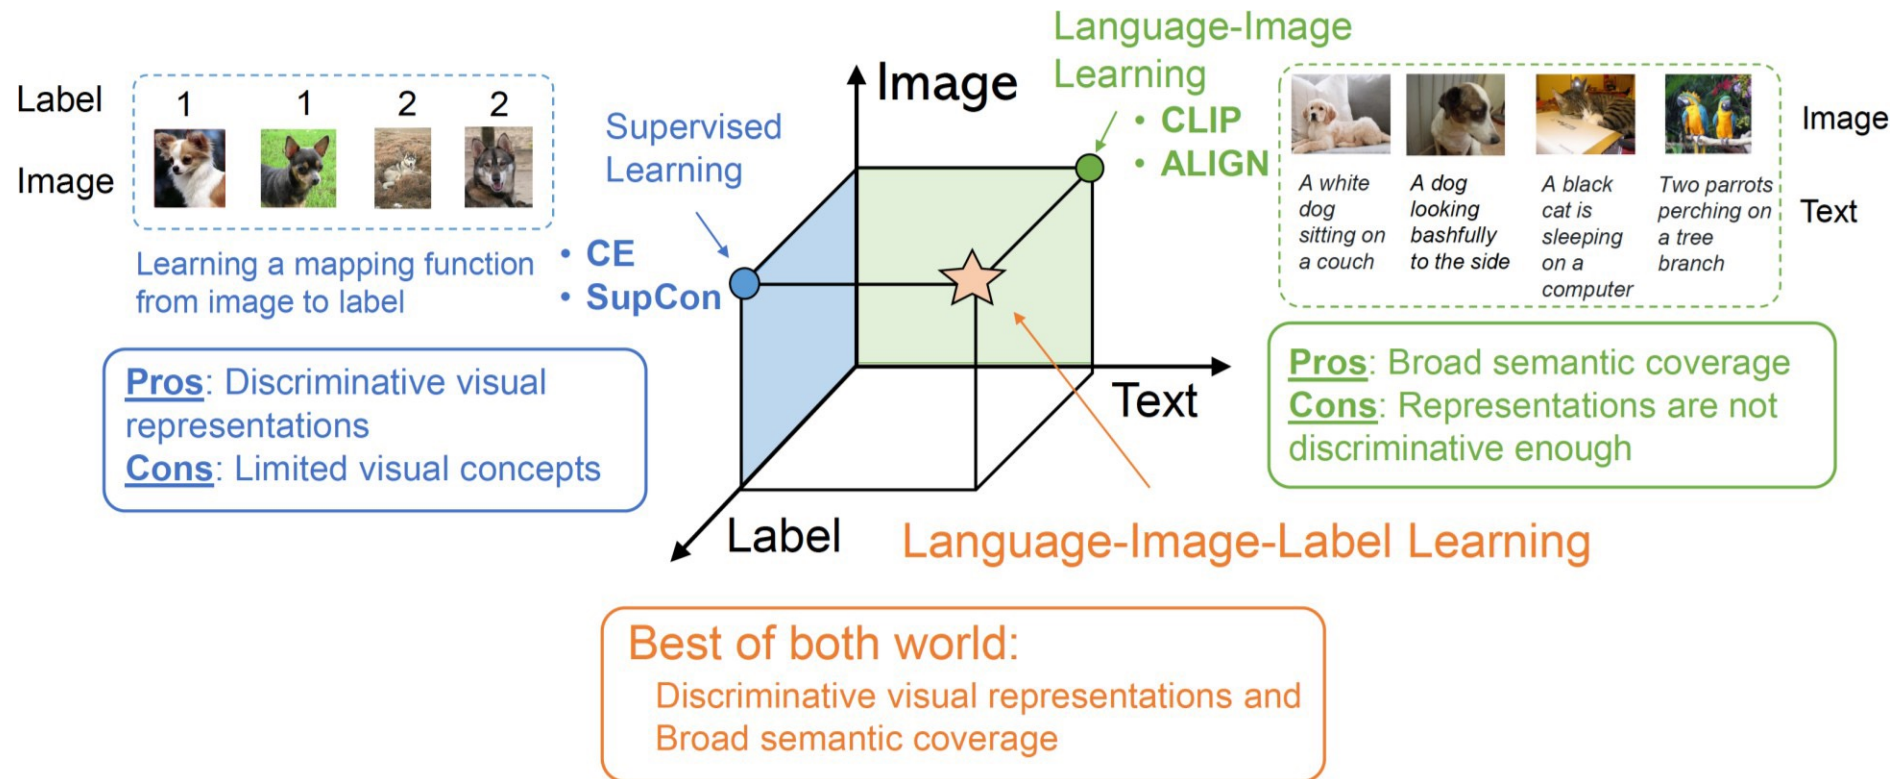 Label
1 1 2 2
Image
Learning a mapping function
from image to label
Pros: Discriminative visual
representations
Cons: Limited visual concepts
Supervised
Learning
• CE
• SupCon
Image
Text
Label
Language-Image
Learning
• CLIP
• ALIGN
Image
Text
A white
dog
sitting on
a couch
A dog
looking
bashfully
to the side
A black
cat is
sleeping
on a
computer
Two parrots
perching on
a tree
branch
Pros: Broad semantic coverage
Cons: Representations are not
discriminative enough
Language-Image-Label Learning
Best of both world:
Discriminative visual representations and
Broad semantic coverage